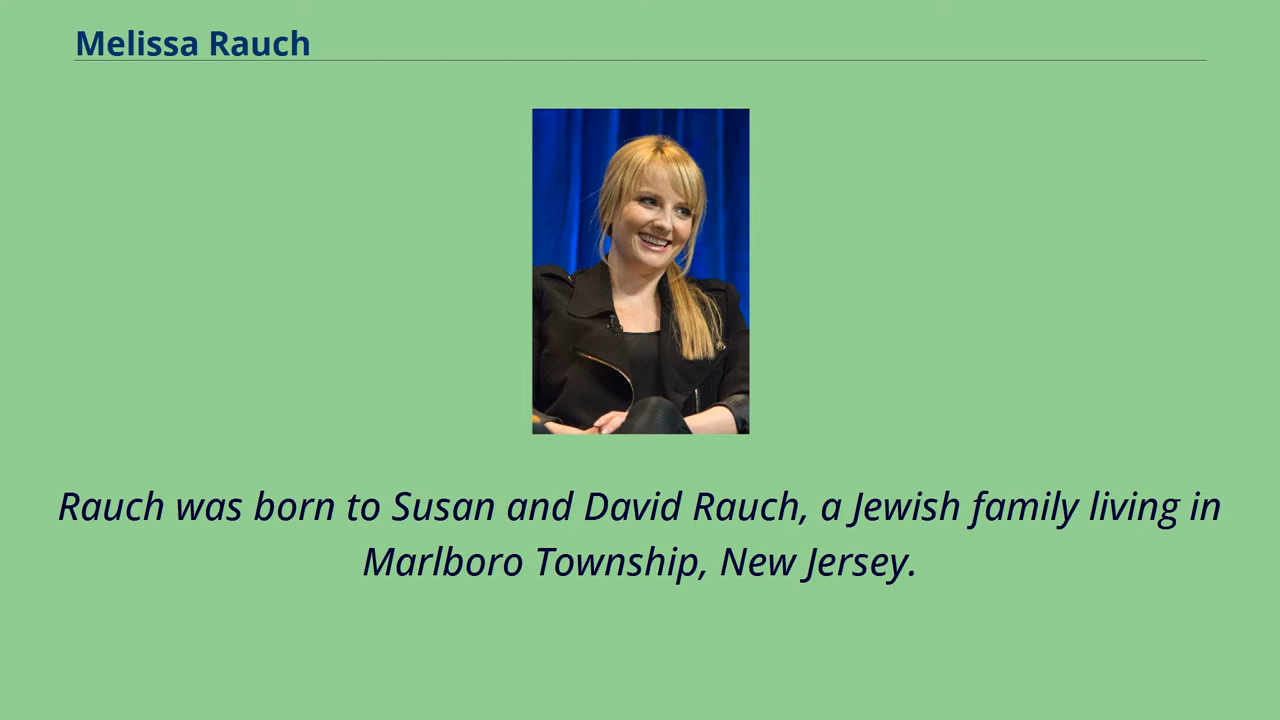 Melissa Rauch
Rauch was born to Susan and David Rauch, a Jewish family living in
Marlboro Township, New Jersey.